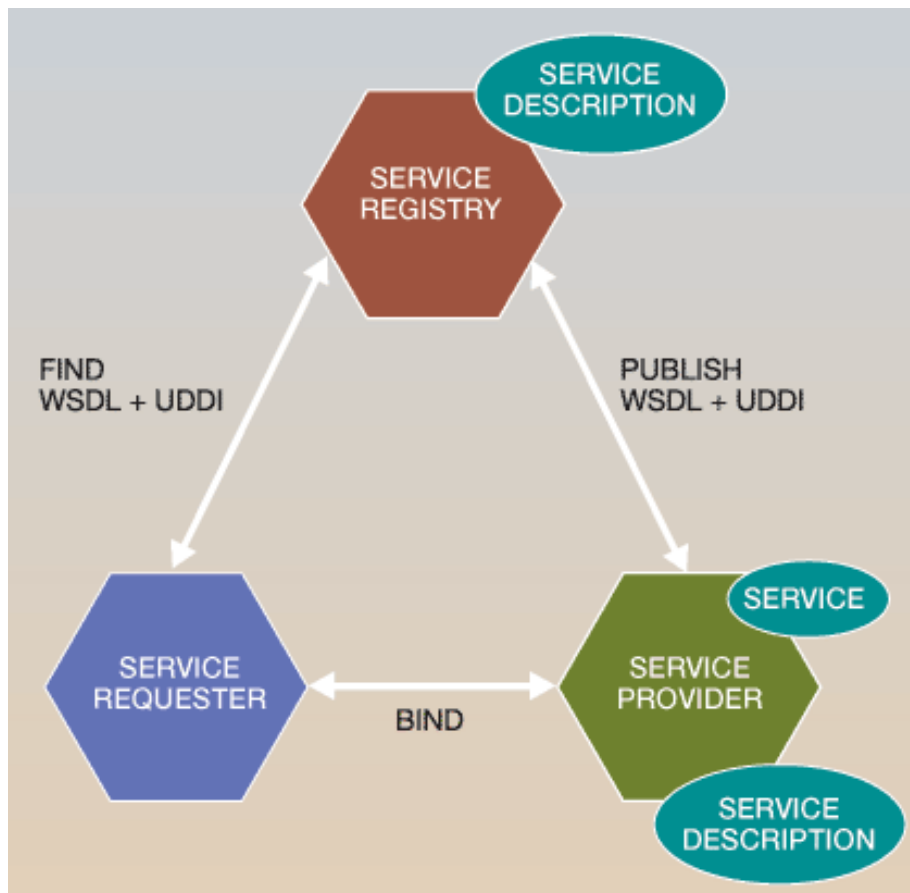 SERVICE
DESCRIPTION
SERVICE
REGISTRY
FIND
WSDL + UDDI
PUBLISH
WSDL + UDDI
SERVICE
SERVICE
REQUESTER
SERVICE
PROVIDER
BIND
SERVICE
DESCRIPTION